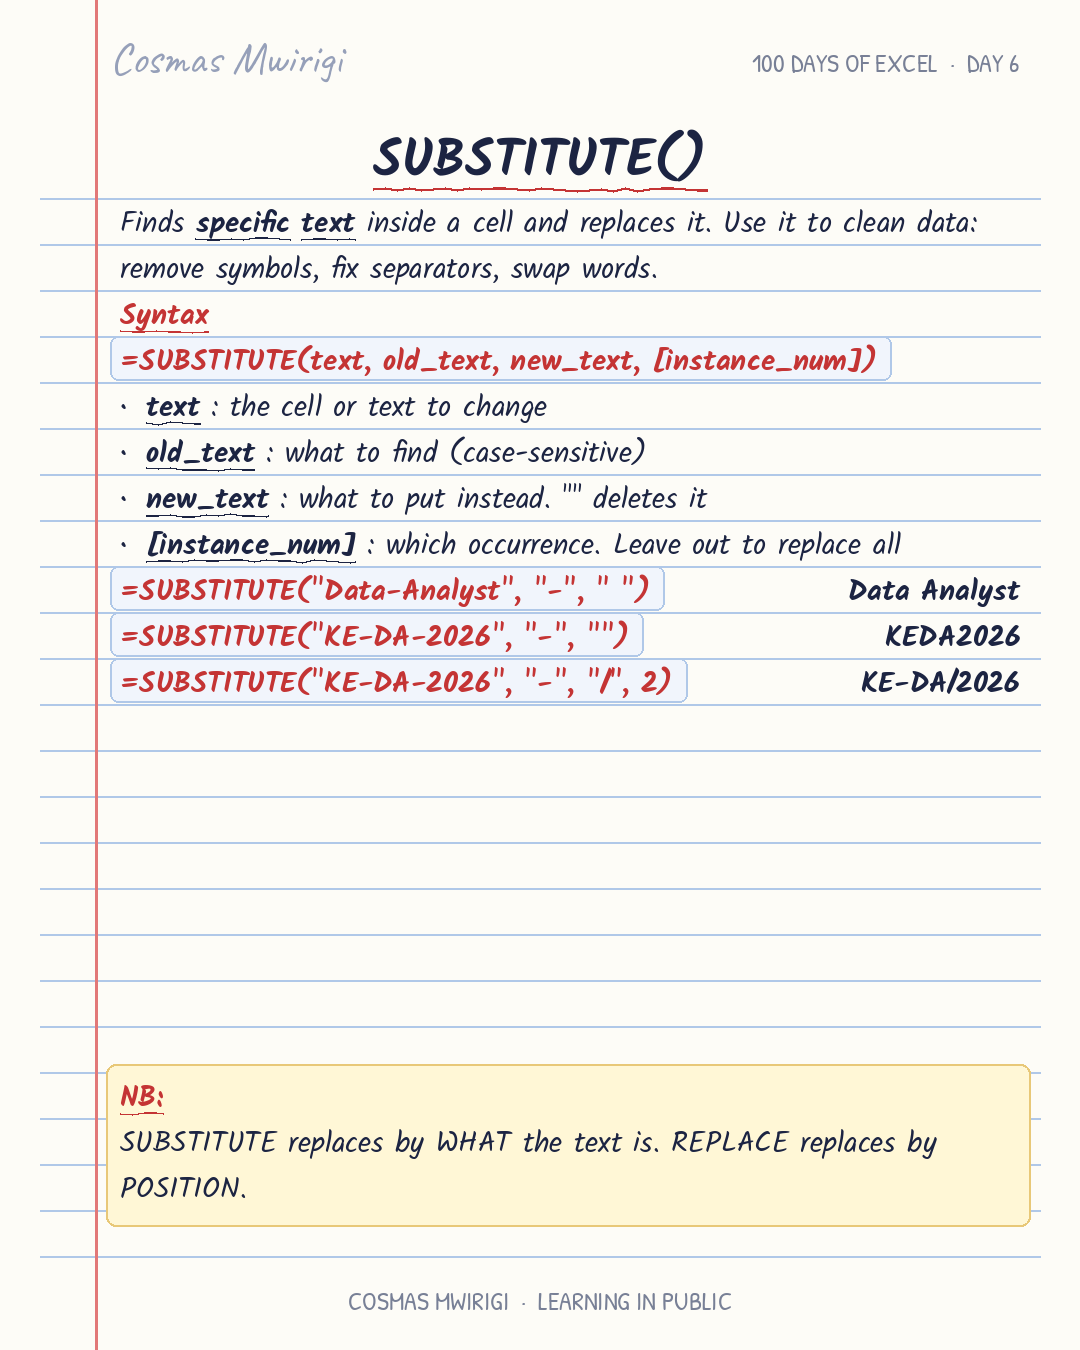 Cosmas Mwirigi
100 DAYS OF EXCEL · DAY 6
SUBSTITUTE()
Finds specific text inside a cell and replaces it. Use it to clean data:
remove symbols, fix separators, swap words.
Syntax
=SUBSTITUTE(text, old_text, new_text, [instance_num])
· text : the cell or text to change
· old_text : what to find (case-sensitive)
· new_text : what to put instead. "" deletes it
· [instance_num] : which occurrence. Leave out to replace all
=SUBSTITUTE("Data-Analyst", "-", " ") Data Analyst
=SUBSTITUTE("KE-DA-2026", "-", "") KEDA2026
=SUBSTITUTE("KE-DA-2026", "-", "/", 2) KE-DA/2026
NB:
SUBSTITUTE replaces by WHAT the text is. REPLACE replaces by
POSITION.
COSMAS MWIRIGI · LEARNING IN PUBLIC